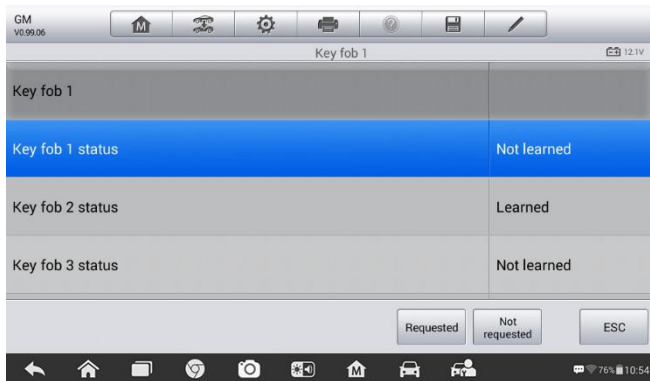 GM
V0.99.06
M
Key fob 1
12.1V
Key fob 1
Key fob 1 status Not learned
Key fob 2 status Learned
Key fob 3 status Not learned
Requested
Not
requested
ESC
M
76% 10:54